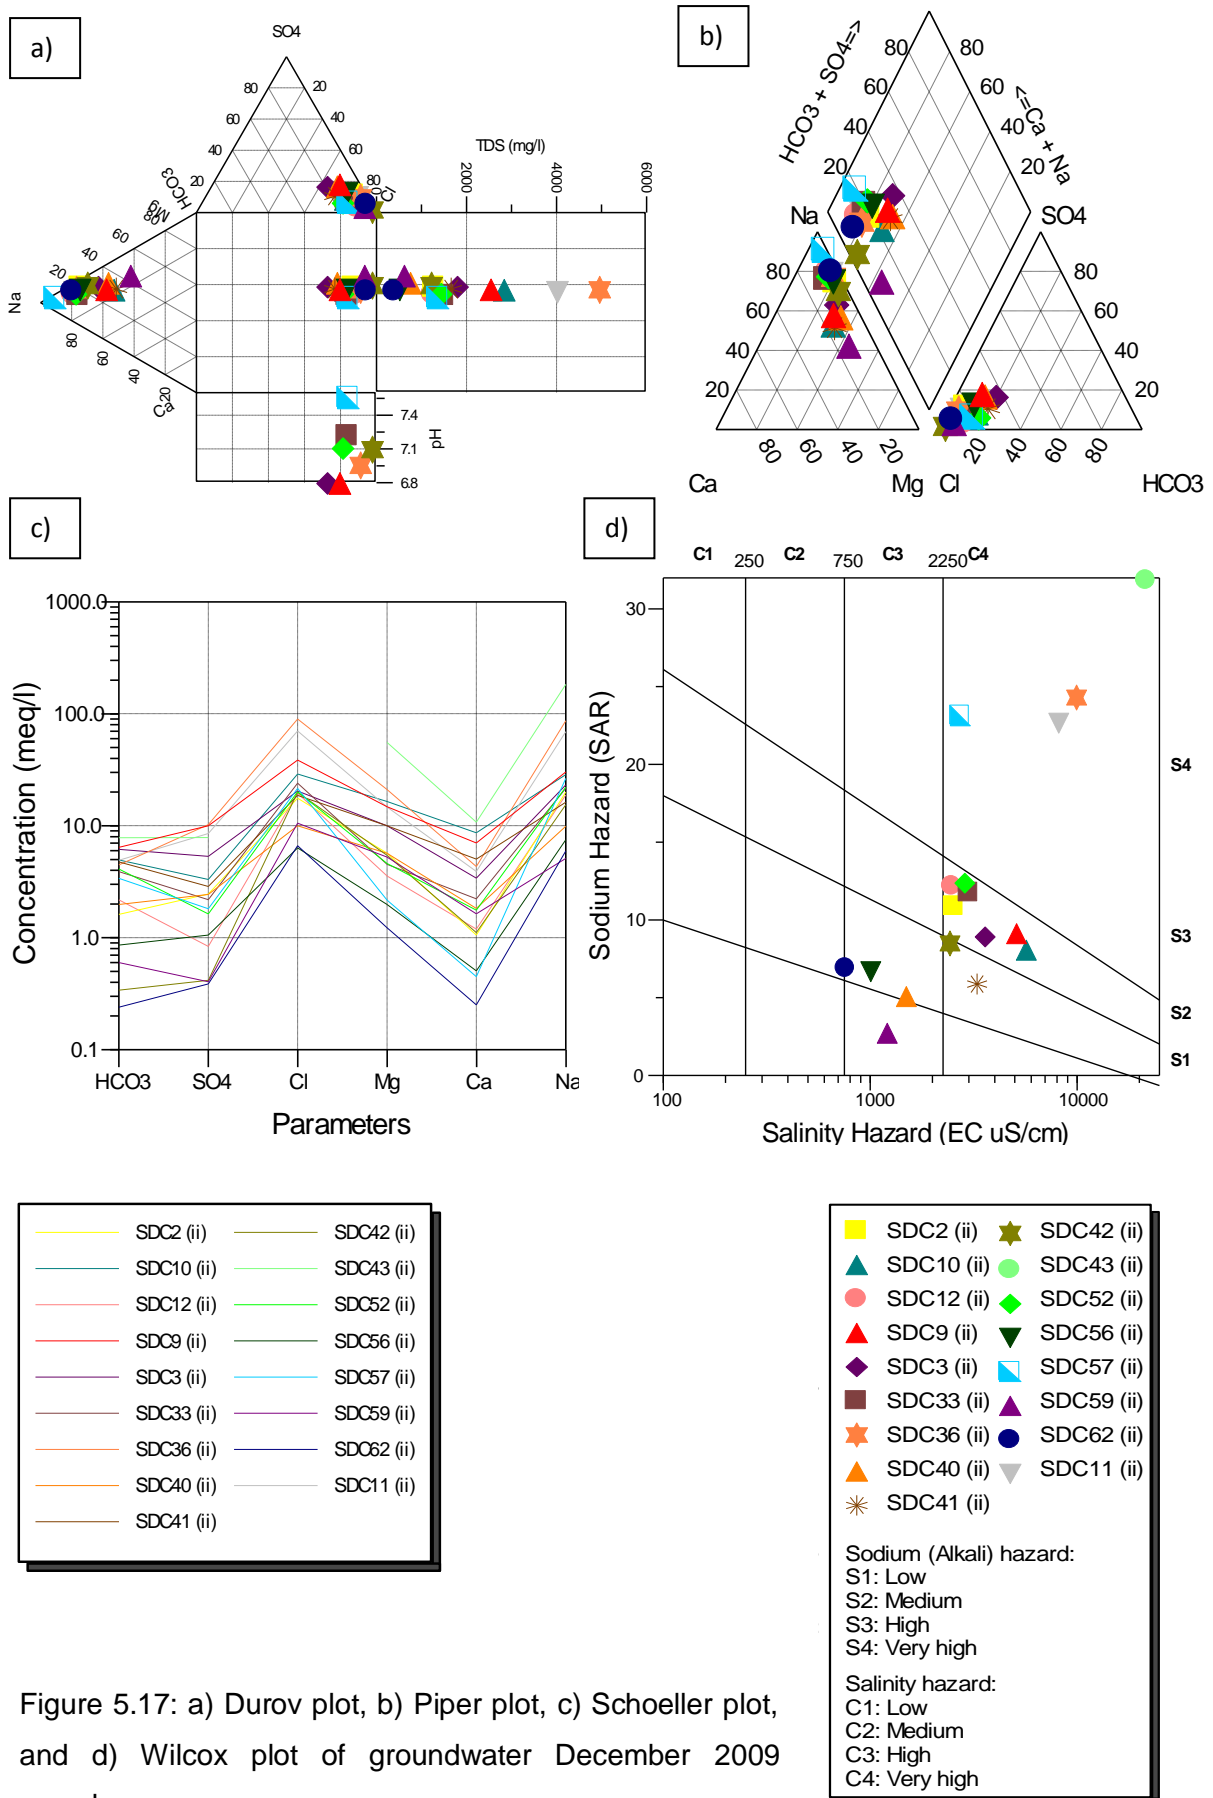 a)
SO4
80
20
60
40
40
60
20
80
HCO3
Cl
TDS (mg/l)
2000
4000
6000
Mg
80
60
40
20
Na
80
60
40
20
Ca
7.4
7.1
6.8
pH
b)
HCO3 + SO4=>
<=Ca + Na
80
80
60
60
40
40
20
20
Na
SO4
80
80
60
60
40
40
20
20
80
60
40
20
20
40
60
80
Ca
Mg
Cl
HCO3
c)
1000.0
100.0
10.0
1.0
0.1
Concentration (meq/l)
HCO3
SO4
Cl
Mg
Ca
Na
Parameters
d)
C1
250
C2
750
C3
2250
C4
30
20
10
0
Sodium Hazard (SAR)
S4
S3
S2
S1
100
1000
10000
Salinity Hazard (EC uS/cm)
SDC2 (ii)
SDC10 (ii)
SDC12 (ii)
SDC9 (ii)
SDC3 (ii)
SDC33 (ii)
SDC36 (ii)
SDC40 (ii)
SDC41 (ii)
SDC42 (ii)
SDC43 (ii)
SDC52 (ii)
SDC56 (ii)
SDC57 (ii)
SDC59 (ii)
SDC62 (ii)
SDC11 (ii)
SDC2 (ii)
SDC10 (ii)
SDC12 (ii)
SDC9 (ii)
SDC3 (ii)
SDC33 (ii)
SDC36 (ii)
SDC40 (ii)
SDC41 (ii)
SDC42 (ii)
SDC43 (ii)
SDC52 (ii)
SDC56 (ii)
SDC57 (ii)
SDC59 (ii)
SDC62 (ii)
SDC11 (ii)
Sodium (Alkali) hazard:
S1: Low
S2: Medium
S3: High
S4: Very high
Salinity hazard:
C1: Low
C2: Medium
C3: High
C4: Very high
Figure 5.17: a) Durov plot, b) Piper plot, c) Schoeller plot,
and d) Wilcox plot of groundwater December 2009